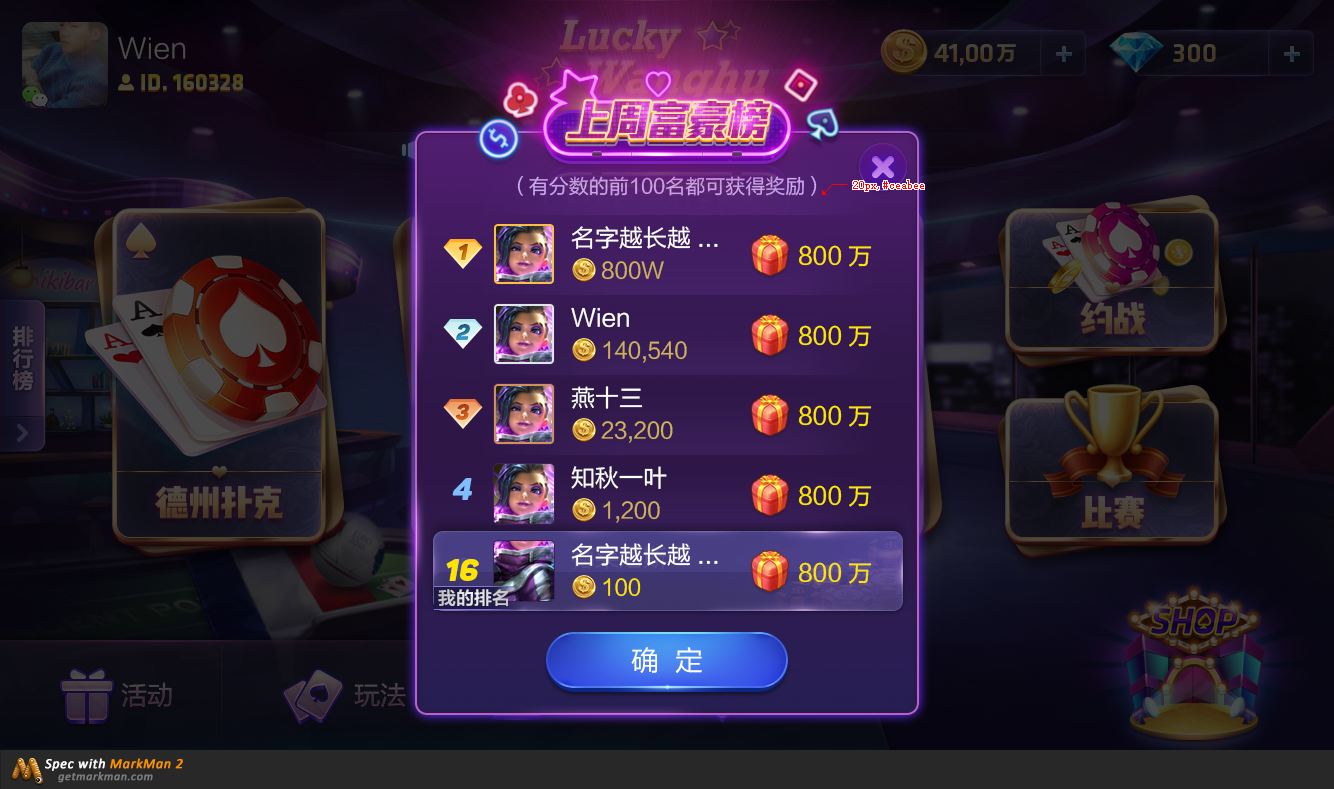 Wien
ID. 160328
Lucky
Wanghu
41,00万
+
300
+
上周富豪榜
（有分数的前100名都可获得奖励）
20px,#ceabee
1
名字越长越 ...
800W
800 万
2
Wien
140,540
800 万
3
燕十三
23,200
800 万
4
知秋一叶
1,200
800 万
16
我的排名
名字越长越 ...
100
800 万
确 定
排行榜
A
A
德州扑克
约战
比赛
SHOP
活动
玩法
Spec with MarkMan 2
getmarkman.com